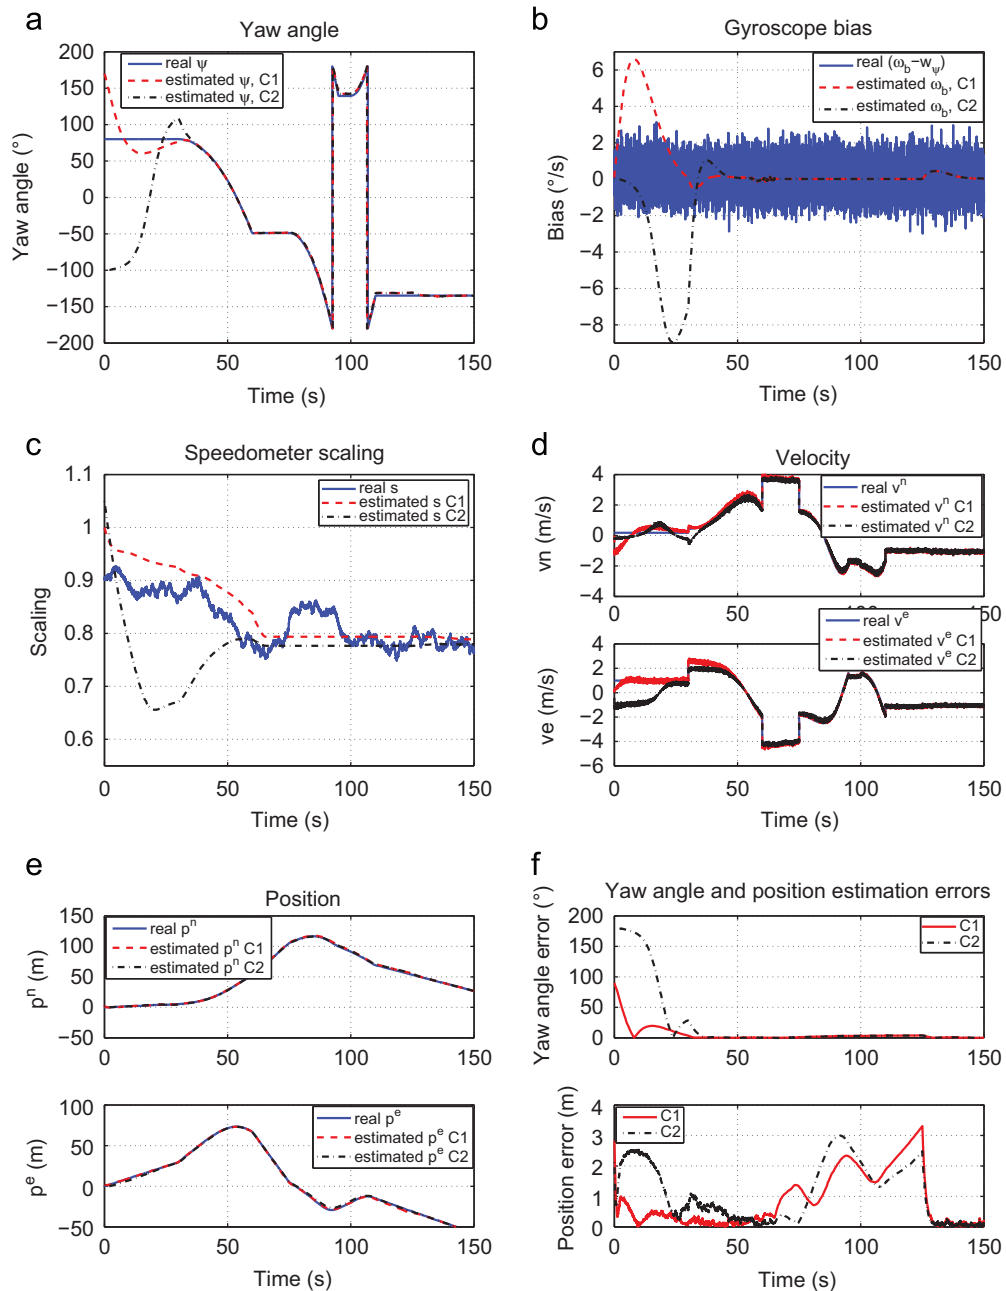 a
Yaw angle
200
150
100
50
0
−50
−100
−150
−200
Yaw angle (°)
real ψ
estimated ψ, C1
estimated ψ, C2
0 50 100 150
Time (s)
b
Gyroscope bias
6
4
2
0
−2
−4
−6
−8
Bias (°/s)
real (ω_b−w_ψ)
estimated ω_b, C1
estimated ω_b, C2
0 50 100 150
Time (s)
c
Speedometer scaling
1.1
1
0.9
0.8
0.7
0.6
Scaling
real s
estimated s C1
estimated s C2
0 50 100 150
Time (s)
d
Velocity
4
2
0
−2
−4
vn (m/s)
real v^n
estimated v^n C1
estimated v^n C2
0 50 100 150
4
2
0
−2
−4
−6
ve (m/s)
real v^e
estimated v^e C1
estimated v^e C2
0 50 100 150
Time (s)
e
Position
150
100
50
0
−50
p^n (m)
real p^n
estimated p^n C1
estimated p^n C2
0 50 100 150
100
50
0
−50
p^e (m)
real p^e
estimated p^e C1
estimated p^e C2
0 50 100 150
Time (s)
f
Yaw angle and position estimation errors
200
150
100
50
0
Yaw angle error (°)
C1
C2
0 50 100 150
4
3
2
1
0
Position error (m)
C1
C2
0 50 100 150
Time (s)